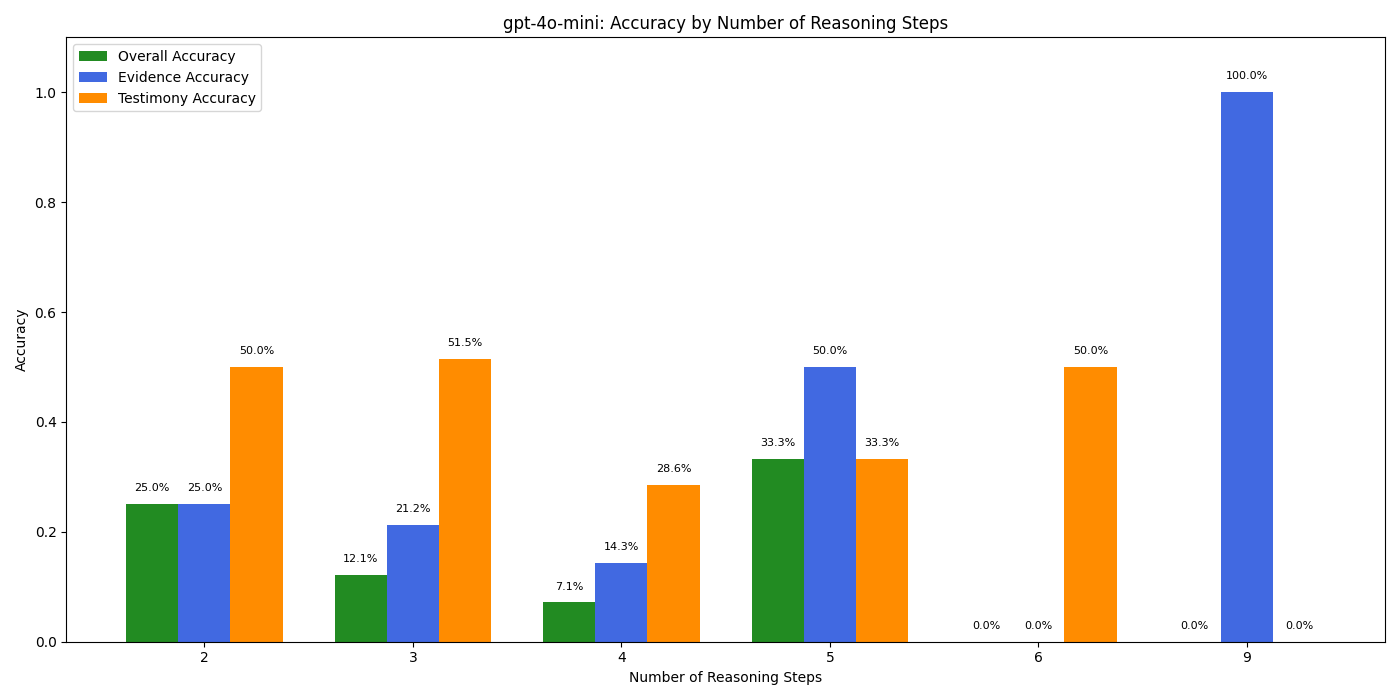 gpt-4o-mini: Accuracy by Number of Reasoning Steps
Overall Accuracy
Evidence Accuracy
Testimony Accuracy
Accuracy
1.0
0.8
0.6
0.4
0.2
0.0
25.0% 25.0% 50.0%
12.1% 21.2% 51.5%
7.1% 14.3% 28.6%
33.3% 50.0% 33.3%
0.0% 0.0% 50.0%
0.0% 100.0% 0.0%
2 3 4 5 6 9
Number of Reasoning Steps